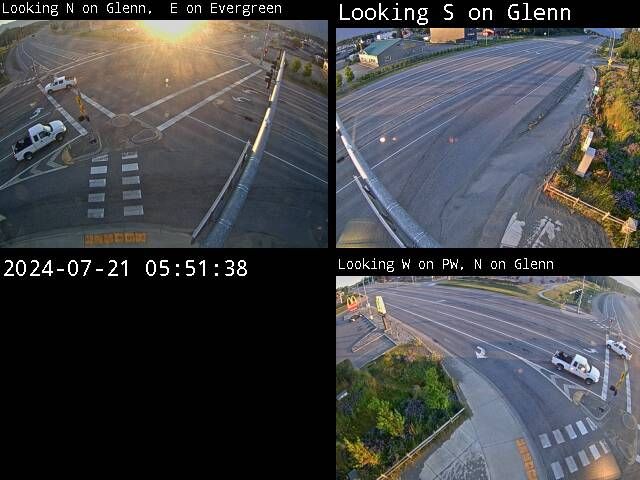 Looking N on Glenn, E on Evergreen
Looking S on Glenn
2024-07-21 05:51:38
Looking W on PW, N on Glenn